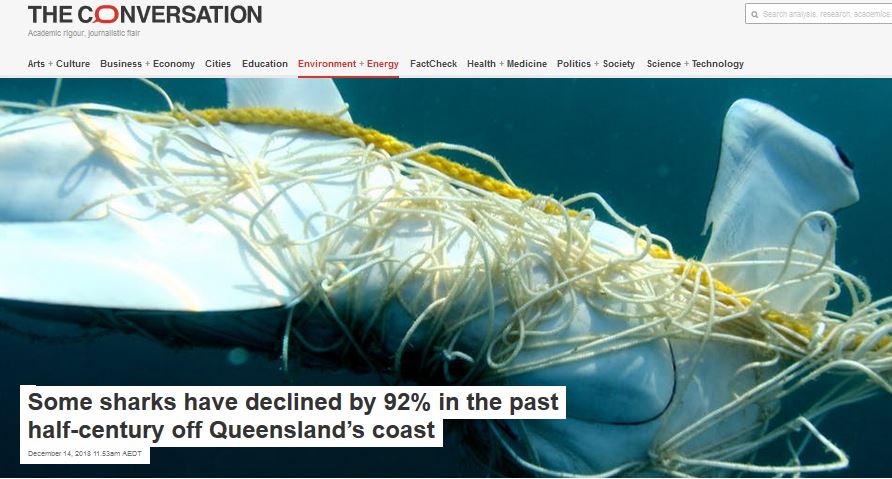 THE CONVERSATION
Academic rigour, journalistic flair
Search analysis, research, academics…
Arts + Culture Business + Economy Cities Education Environment + Energy FactCheck Health + Medicine Politics + Society Science + Technology
Some sharks have declined by 92% in the past
half-century off Queensland's coast
December 14, 2018 11.53am AEDT